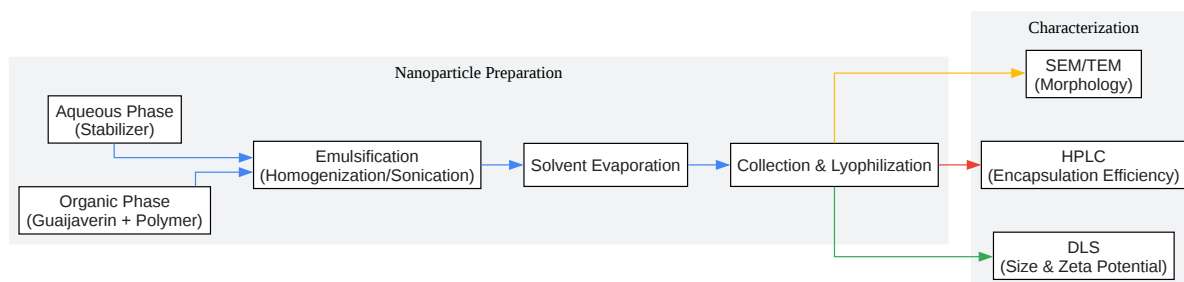 Characterization
Nanoparticle Preparation
SEM/TEM
(Morphology)
Aqueous Phase
(Stabilizer)
Emulsification
(Homogenization/Sonication)
Solvent Evaporation
Collection & Lyophilization
HPLC
(Encapsulation Efficiency)
Organic Phase
(Guaijaverin + Polymer)
DLS
(Size & Zeta Potential)